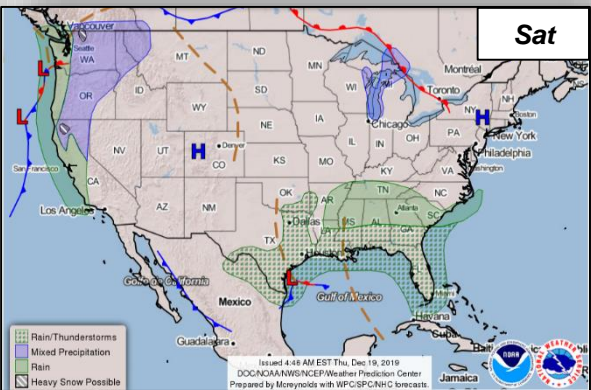 Sat
Vancouver
Seattle
WA
MT
ND
MN
Montréal
OR
ID
SD
WI
MI
Toronto
NH
WY
NY
H
Boston
L
L
NE
IA
Chicago
PA
New York
H
Denver
IL
IN
OH
Philadelphia
NV
UT
CO
KS
MO
KY
VA
San Francisco
CA
OK
AR
TN
NC
Los Angeles
AZ
NM
Dallas
MS
AL
Atlanta
GA
SC
TX
LA
Houston
L
Miami
Golfo de California
Mexico
Gulf of Mexico
Havana
Cuba
Guadalajara
Jamaica
Rain/Thunderstorms
Mixed Precipitation
Rain
Heavy Snow Possible
Issued 4:46 AM EST Thu, Dec 19, 2019
DOC/NOAA/NWS/NCEP/Weather Prediction Center
Prepared by Mcreynolds with WPC/SPC/NHC forecasts.
NOAA